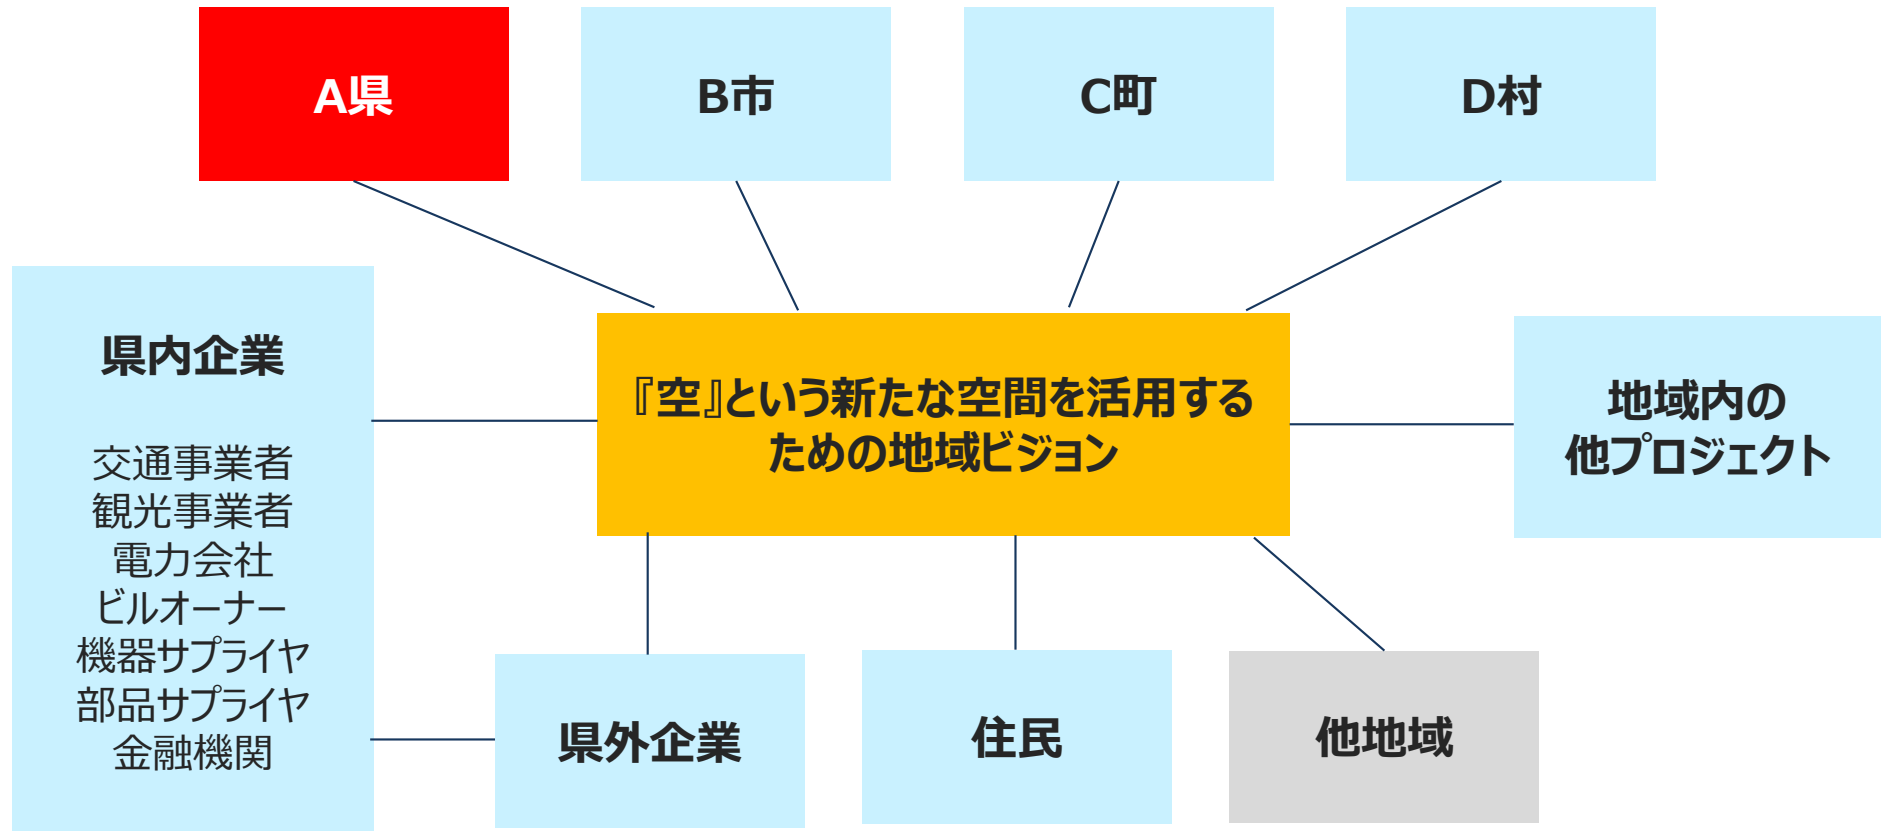 A県
B市
C町
D村
県内企業
交通事業者
観光事業者
電力会社
ビルオーナー
機器サプライヤ
部品サプライヤ
金融機関
『空』という新たな空間を活用する
ための地域ビジョン
地域内の
他プロジェクト
県外企業
住民
他地域